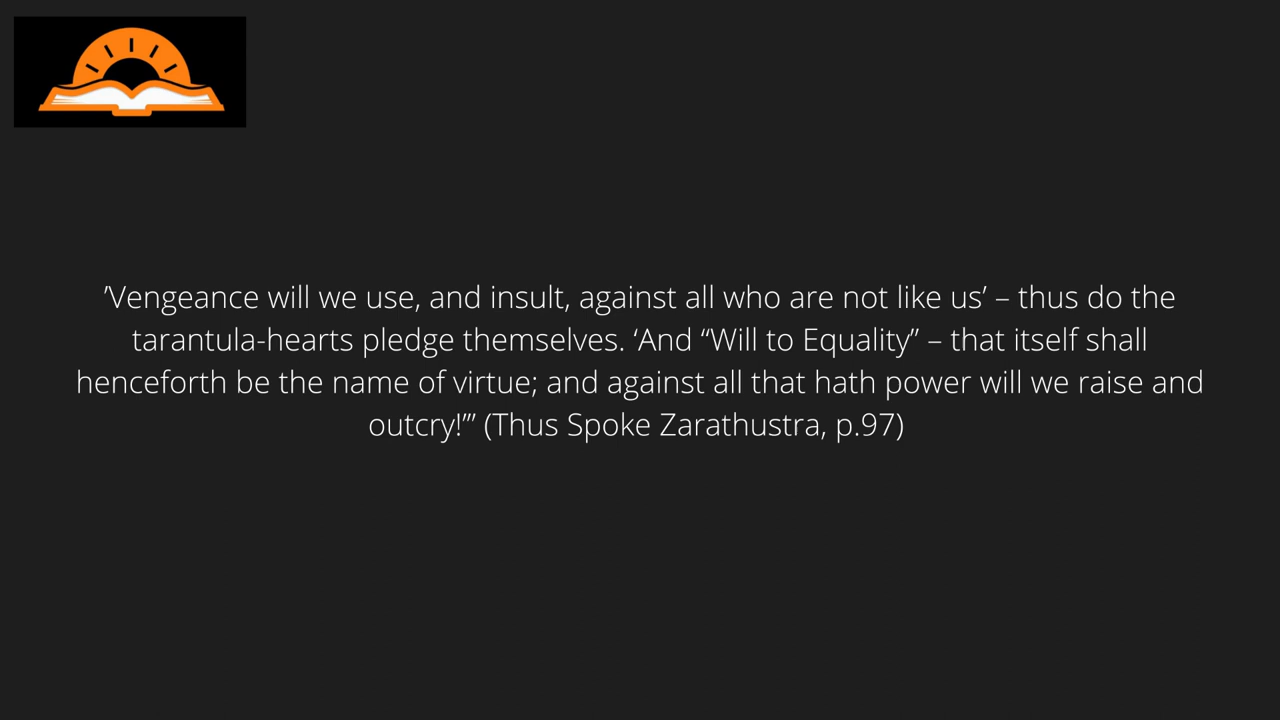 ’Vengeance will we use, and insult, against all who are not like us’ – thus do the
tarantula-hearts pledge themselves. ‘And “Will to Equality” – that itself shall
henceforth be the name of virtue; and against all that hath power will we raise and
outcry!”’ (Thus Spoke Zarathustra, p.97)